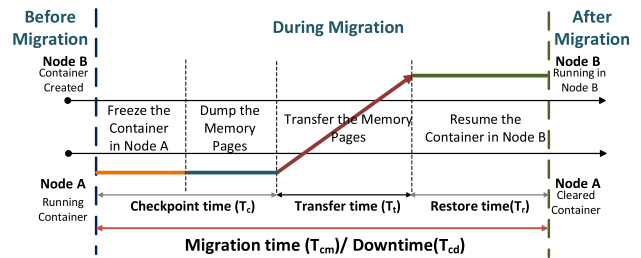 Before
Migration
During Migration
After
Migration
Node B
Container
Created
Node B
Running in
Node B
Freeze the
Container
in Node A
Dump the
Memory
Pages
Transfer the Memory
Pages
Resume the
Container in Node B
Node A
Running
Container
Node A
Cleared
Container
Checkpoint time (Tc)
Transfer time (Tt)
Restore time(Tr)
Migration time (Tcm)/ Downtime(Tcd)